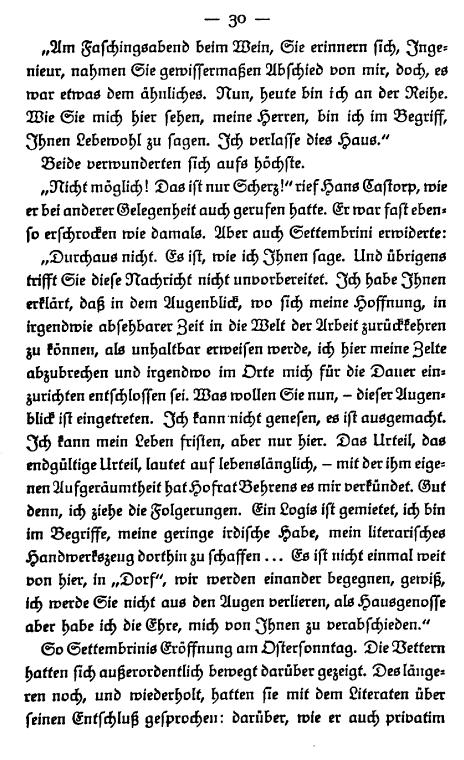 — 30 —
„Am Faschingsabend beim Wein, Sie erinnern sich, Inge-
nieur, nahmen Sie gewissermaßen Abschied von mir, doch, es
war etwas dem ähnliches. Nun, heute bin ich an der Reihe.
Wie Sie mich hier sehen, meine Herren, bin ich im Begriff,
Ihnen Lebewohl zu sagen. Ich verlasse dies Haus.“
Beide verwunderten sich aufs höchste.
„Nicht möglich! Das ist nur Scherz!“ rief Hans Castorp, wie
er bei anderer Gelegenheit auch gerufen hatte. Er war fast eben-
so erschrocken wie damals. Aber auch Settembrini erwiderte:
„Durchaus nicht. Es ist, wie ich Ihnen sage. Und übrigens
trifft Sie diese Nachricht nicht unvorbereitet. Ich habe Ihnen
erklärt, daß in dem Augenblick, wo sich meine Hoffnung, in
irgendwie absehbarer Zeit in die Welt der Arbeit zurückkehren
zu können, als unhaltbar erweisen werde, ich hier meine Zelte
abzubrechen und irgendwo im Orte mich für die Dauer ein-
zurichten entschlossen sei. Was wollen Sie nun, – dieser Augen-
blick ist eingetreten. Ich kann nicht genesen, es ist ausgemacht.
Ich kann mein Leben fristen, aber nur hier. Das Urteil, das
endgültige Urteil, lautet auf lebenslänglich, – mit der ihm eige-
nen Aufgeräumtheit hat Hofrat Behrens es mir verkündet. Gut
denn, ich ziehe die Folgerungen. Ein Logis ist gemietet, ich bin
im Begriffe, meine geringe irdische Habe, mein literarisches
Handwerkszeug dorthin zu schaffen ... Es ist nicht einmal weit
von hier, in „Dorf“, wir werden einander begegnen, gewiß,
ich werde Sie nicht aus den Augen verlieren, als Hausgenosse
aber habe ich die Ehre, mich von Ihnen zu verabschieden.“
So Settembrinis Eröffnung am Ostersonntag. Die Vettern
hatten sich außerordentlich bewegt darüber gezeigt. Des länge-
ren noch, und wiederholt, hatten sie mit dem Literaten über
seinen Entschluß gesprochen: darüber, wie er auch privatim